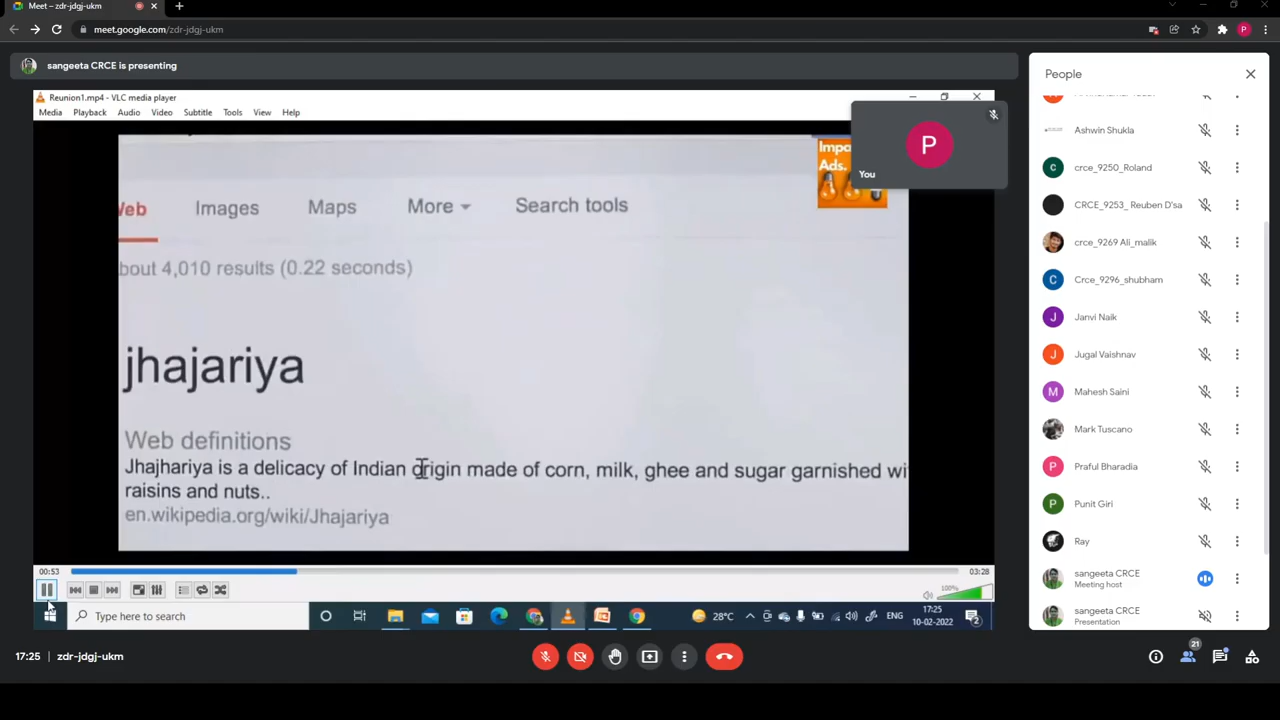 Meet – zdr-jdgj-ukm
meet.google.com/zdr-jdgj-ukm
P
sangeeta CRCE is presenting
Reunion1.mp4 - VLC media player
Media Playback Audio Video Subtitle Tools View Help
Impo
Ads.
P
You
Web Images Maps More Search tools
bout 4,010 results (0.22 seconds)
jhajariya
Web definitions
Jhajhariya is a delicacy of Indian origin made of corn, milk, ghee and sugar garnished wi
raisins and nuts..
en.wikipedia.org/wiki/Jhajariya
00:53
03:28
100%
Type here to search
28°C
ENG
17:25
10-02-2022
2
People
Ashwin Shukla
c crce_9250_Roland
CRCE_9253_ Reuben D'sa
crce_9269 Ali_malik
C Crce_9296_shubham
J Janvi Naik
J Jugal Vaishnav
M Mahesh Saini
Mark Tuscano
P Praful Bharadia
P Punit Giri
Ray
sangeeta CRCE
Meeting host
sangeeta CRCE
Presentation
17:25 zdr-jdgj-ukm
21